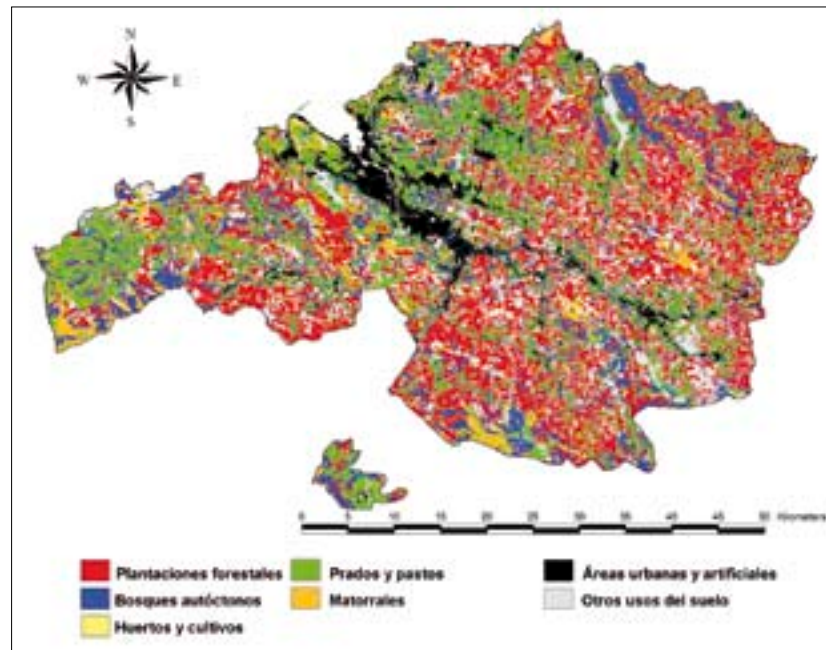 N
W E
S
0 5 10 15 20 25 30 35 40 45 50 Kilometers
Plantaciones forestales Prados y pastos Áreas urbanas y artificiales
Bosques autóctonos Matorrales Otros usos del suelo
Huertos y cultivos